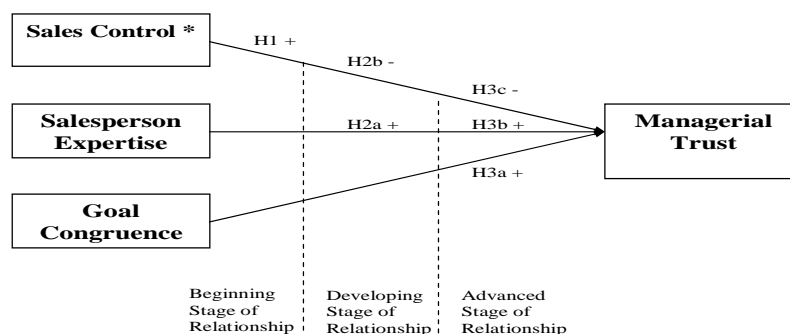 Sales Control *
H1 +
H2b -
H3c -
Salesperson
Expertise
H2a +
H3b +
Managerial
Trust
H3a +
Goal
Congruence
Beginning
Stage of
Relationship
Developing
Stage of
Relationship
Advanced
Stage of
Relationship